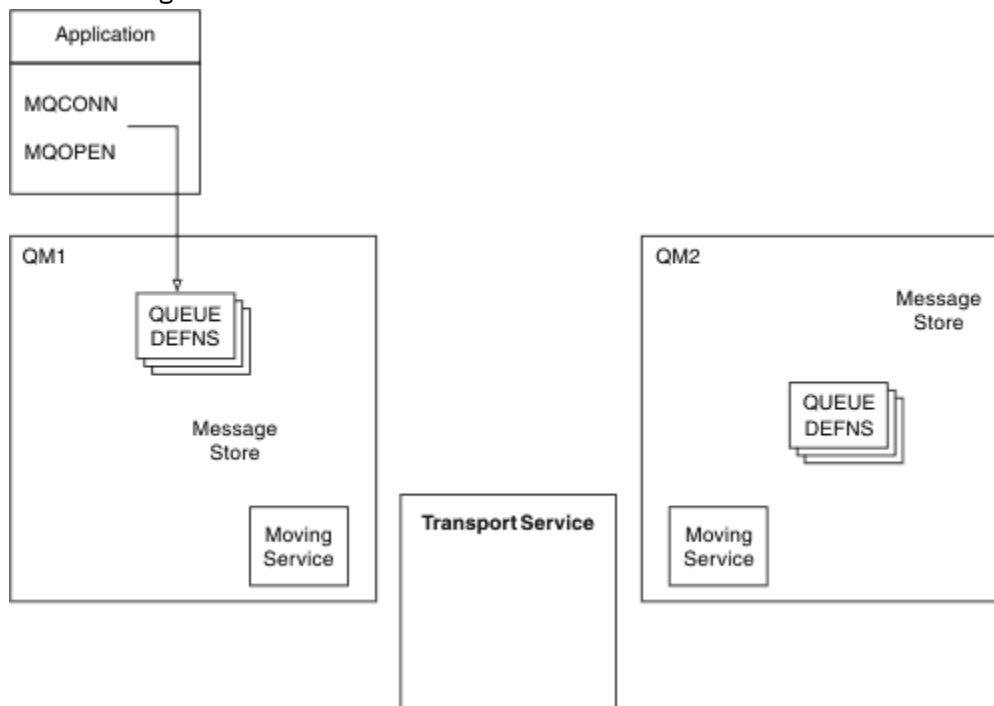 Application
MQCONN
MQOPEN
QM1
QUEUE
DEFNS
Message
Store
Moving
Service
Transport Service
QM2
Message
Store
QUEUE
DEFNS
Moving
Service